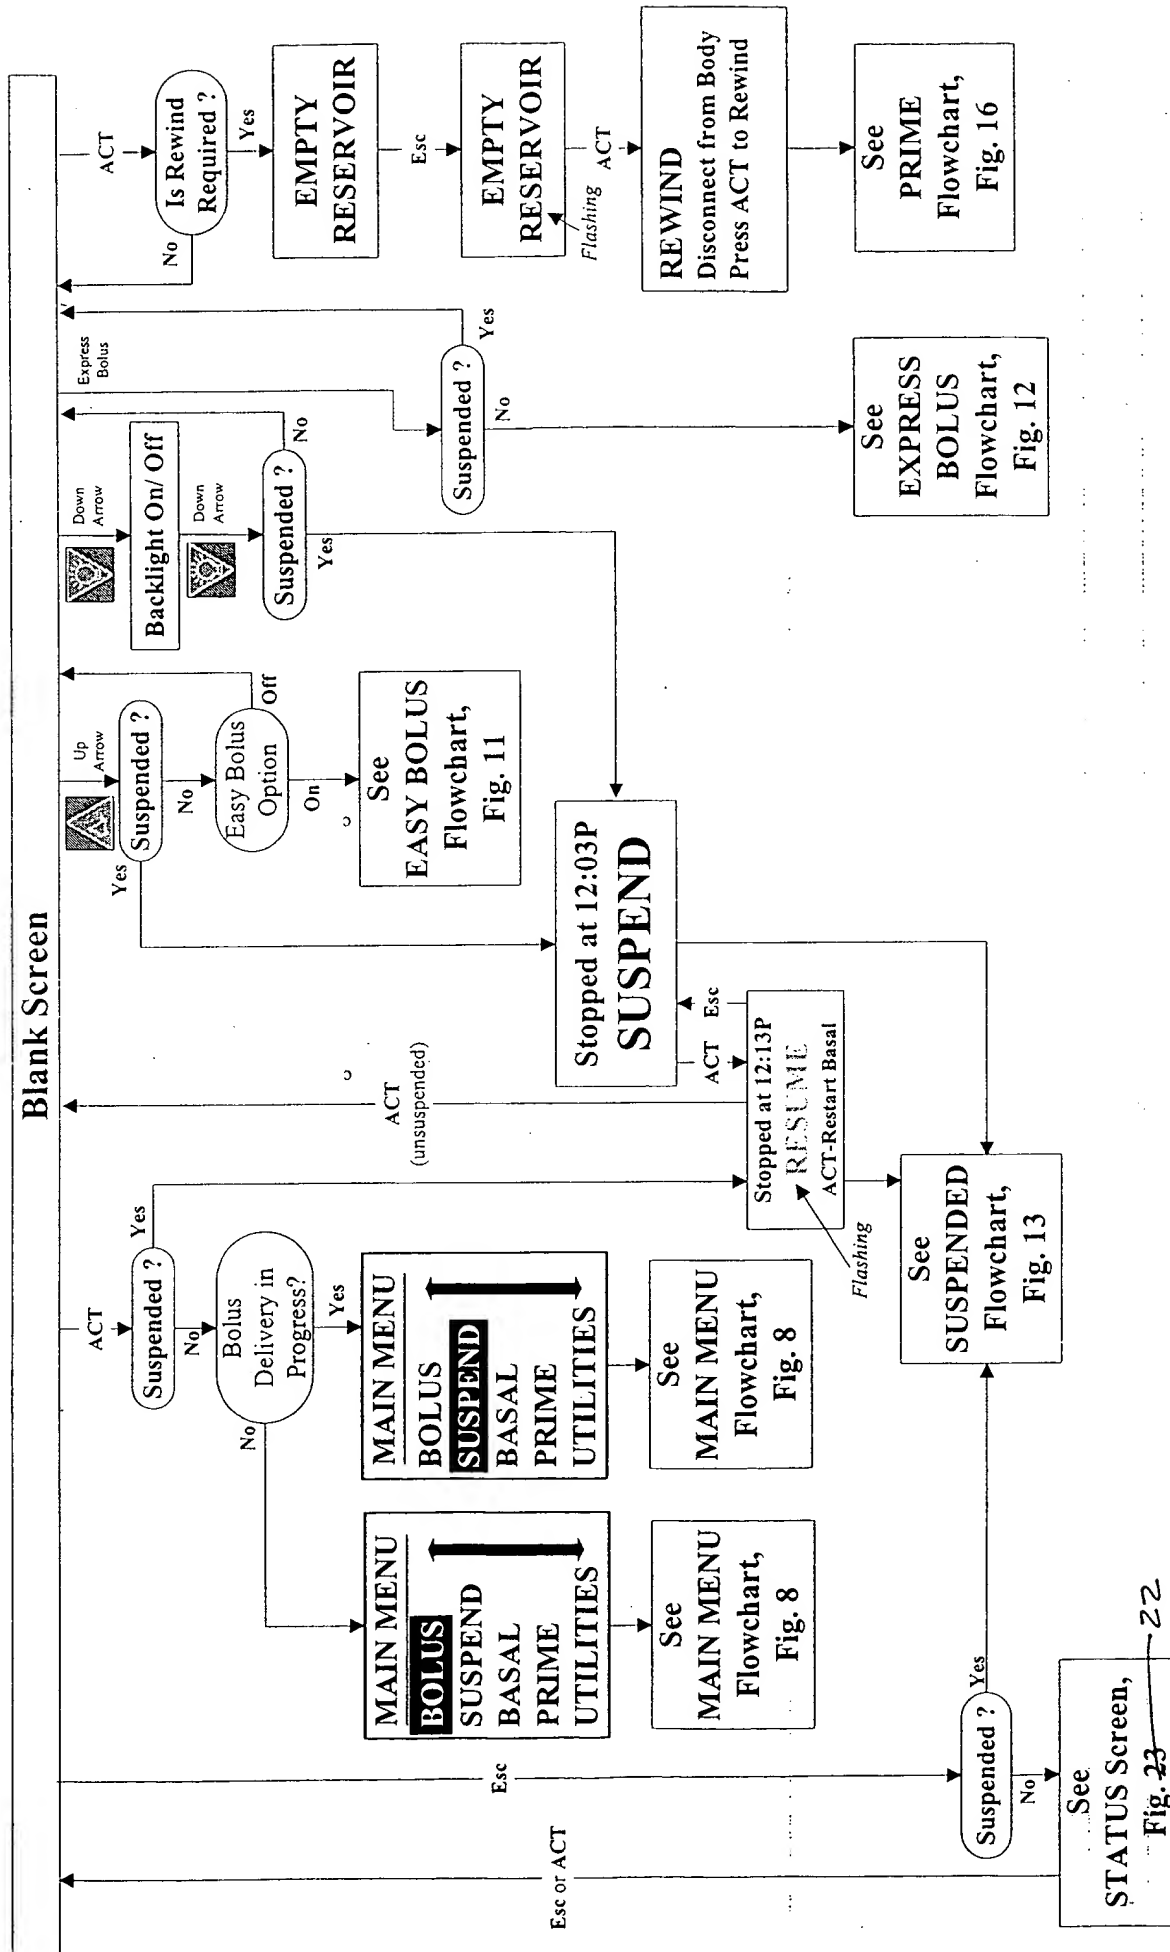 Blank Screen
Esc or ACT
Esc
Suspended ?
Yes
No
See
STATUS Screen,
Fig. 23 22
ACT
Suspended ?
Yes
No
Bolus
Delivery in
Progress?
No
Yes
MAIN MENU
BOLUS
SUSPEND
BASAL
PRIME
UTILITIES
See
MAIN MENU
Flowchart,
Fig. 8
MAIN MENU
BOLUS
SUSPEND
BASAL
PRIME
UTILITIES
See
MAIN MENU
Flowchart,
Fig. 8
ACT
(unsuspended)
Up
Arrow
Suspended ?
Yes
No
Easy Bolus
Option
Off
On
See
EASY BOLUS
Flowchart,
Fig. 11
Stopped at 12:03P
SUSPEND
ACT
Esc
Stopped at 12:13P
RESUME
ACT-Restart Basal
Flashing
See
SUSPENDED
Flowchart,
Fig. 13
Down
Arrow
Backlight On/ Off
Down
Arrow
Suspended ?
No
Yes
Express
Bolus
Suspended ?
Yes
No
See
EXPRESS
BOLUS
Flowchart,
Fig. 12
ACT
Is Rewind
Required ?
No
Yes
EMPTY
RESERVOIR
Esc
EMPTY
RESERVOIR
Flashing
ACT
REWIND
Disconnect from Body
Press ACT to Rewind
See
PRIME
Flowchart,
Fig. 16